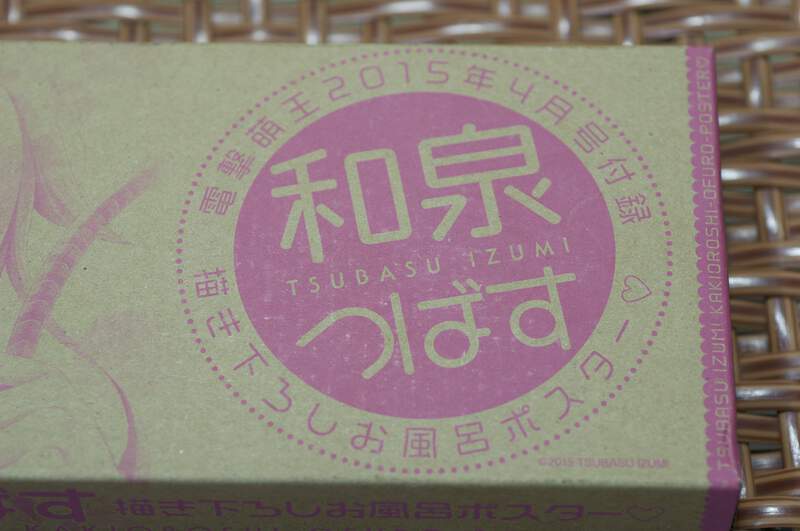 電撃萌王2015年4月号付録
和泉
TSUBASU IZUMI
つばす
描き下ろしお風呂ポスター♡
©2015 TSUBASU IZUMI
TSUBASU IZUMI KAKIOROSHI-OFURO-POSTER♡
ばす 描き下ろしお風呂ポスター♡